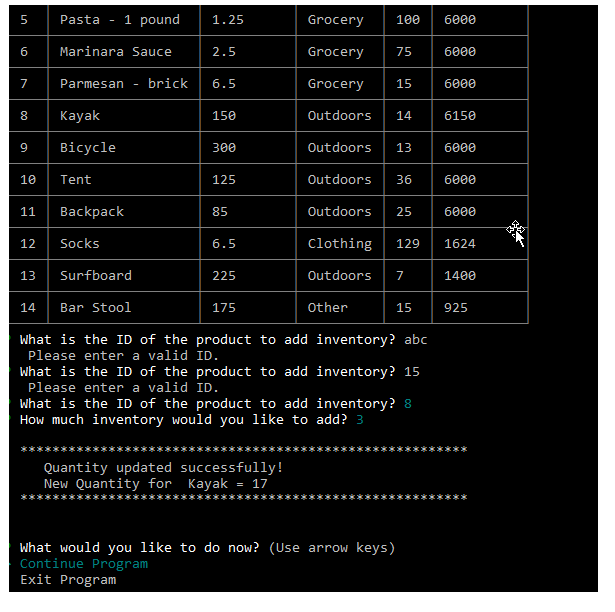 5 Pasta - 1 pound 1.25 Grocery 100 6000
6 Marinara Sauce 2.5 Grocery 75 6000
7 Parmesan - brick 6.5 Grocery 15 6000
8 Kayak 150 Outdoors 14 6150
9 Bicycle 300 Outdoors 13 6000
10 Tent 125 Outdoors 36 6000
11 Backpack 85 Outdoors 25 6000
12 Socks 6.5 Clothing 129 1624
13 Surfboard 225 Outdoors 7 1400
14 Bar Stool 175 Other 15 925
What is the ID of the product to add inventory? abc
Please enter a valid ID.
What is the ID of the product to add inventory? 15
Please enter a valid ID.
What is the ID of the product to add inventory? 8
How much inventory would you like to add? 3
********************************************************
Quantity updated successfully!
New Quantity for  Kayak = 17
********************************************************
What would you like to do now? (Use arrow keys)
Continue Program
Exit Program